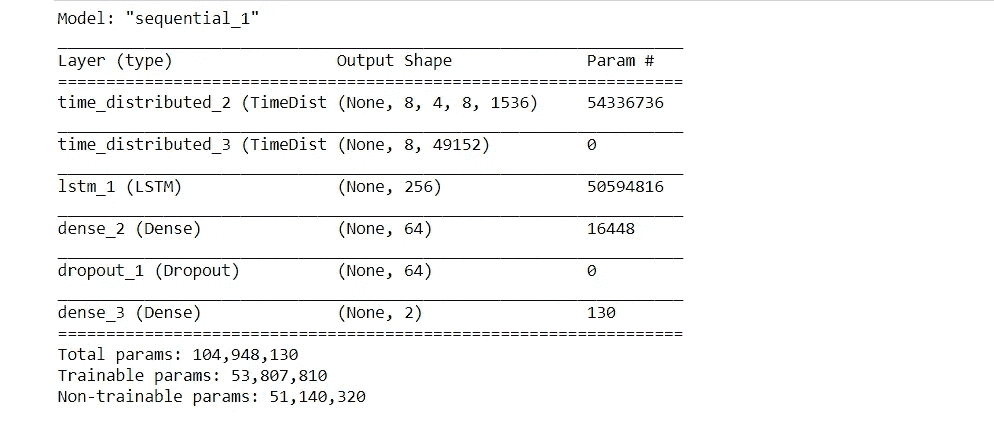 Model: "sequential_1"
Layer (type) Output Shape Param #
time_distributed_2 (TimeDist (None, 8, 4, 8, 1536) 54336736
time_distributed_3 (TimeDist (None, 8, 49152) 0
lstm_1 (LSTM) (None, 256) 50594816
dense_2 (Dense) (None, 64) 16448
dropout_1 (Dropout) (None, 64) 0
dense_3 (Dense) (None, 2) 130
Total params: 104,948,130
Trainable params: 53,807,810
Non-trainable params: 51,140,320